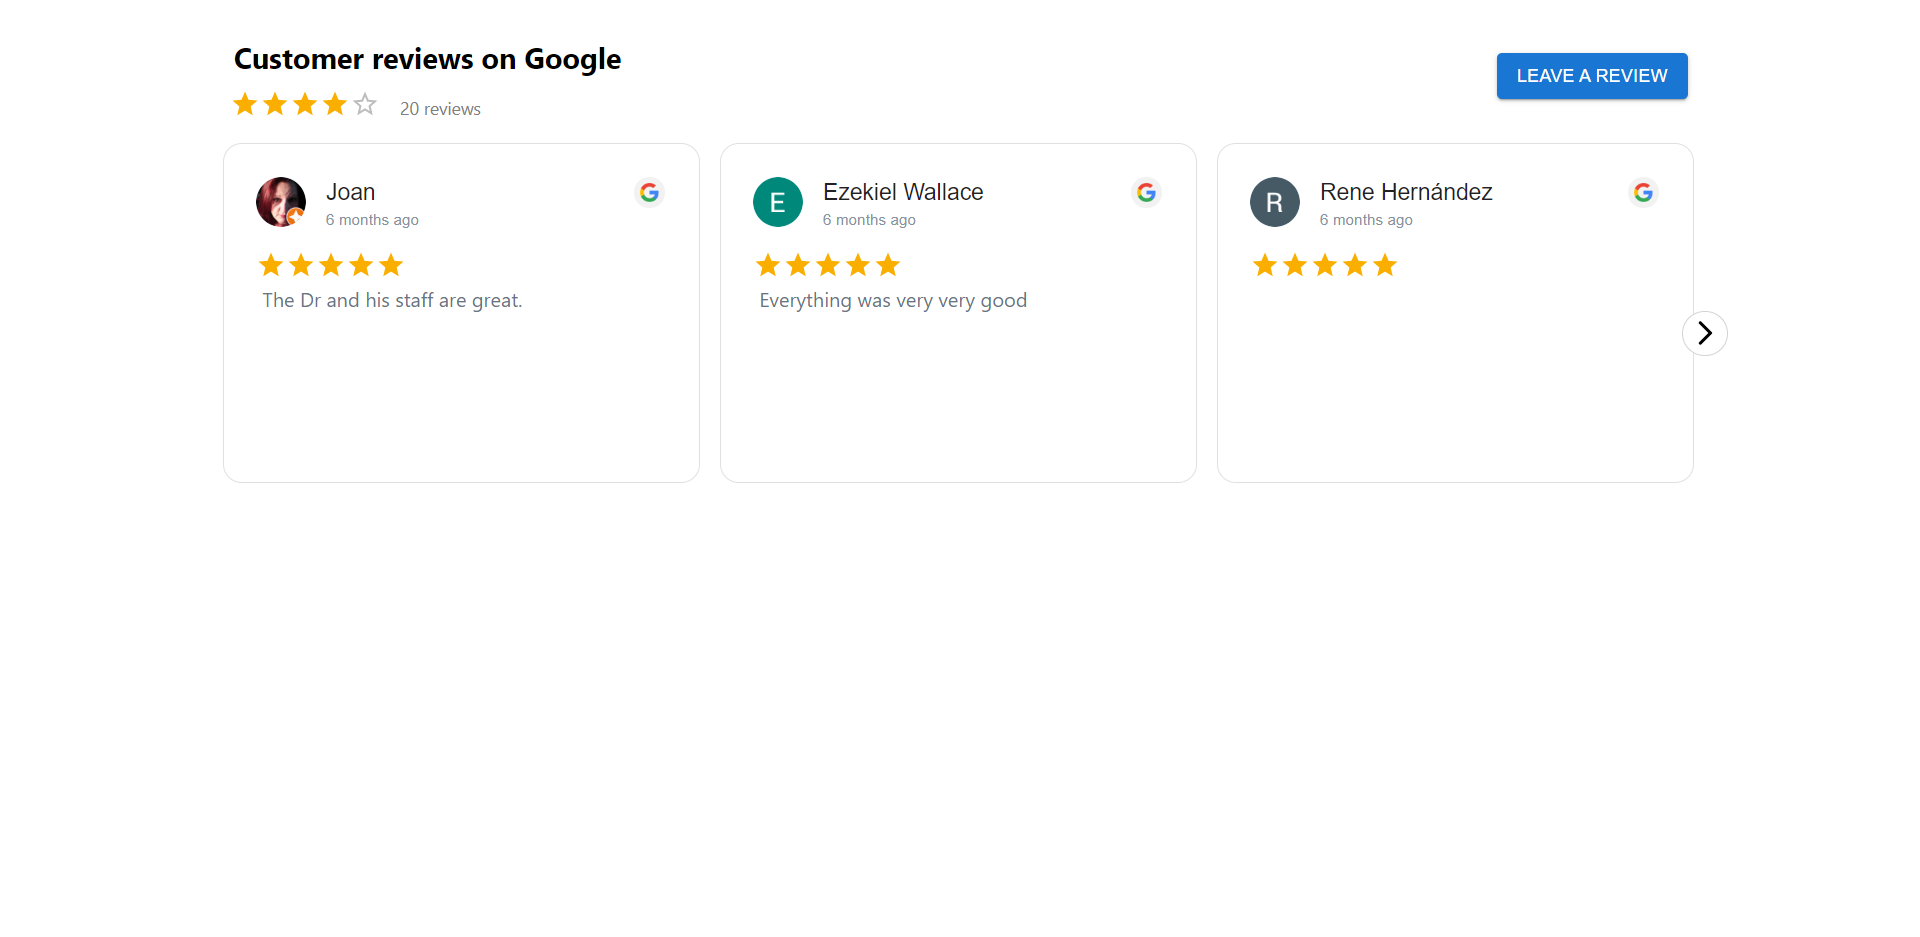 Customer reviews on Google
LEAVE A REVIEW
20 reviews
Joan
6 months ago
The Dr and his staff are great.
E
Ezekiel Wallace
6 months ago
Everything was very very good
R
Rene Hernández
6 months ago